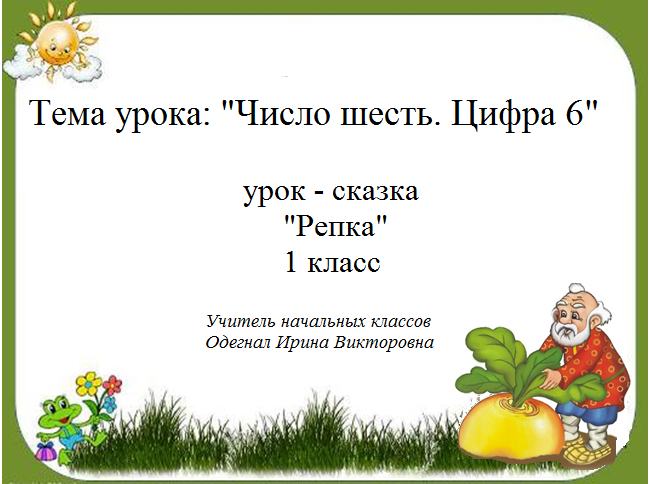 Тема урока: "Число шесть. Цифра 6"
урок - сказка
"Репка"
1 класс
Учитель начальных классов
Одегнал Ирина Викторовна